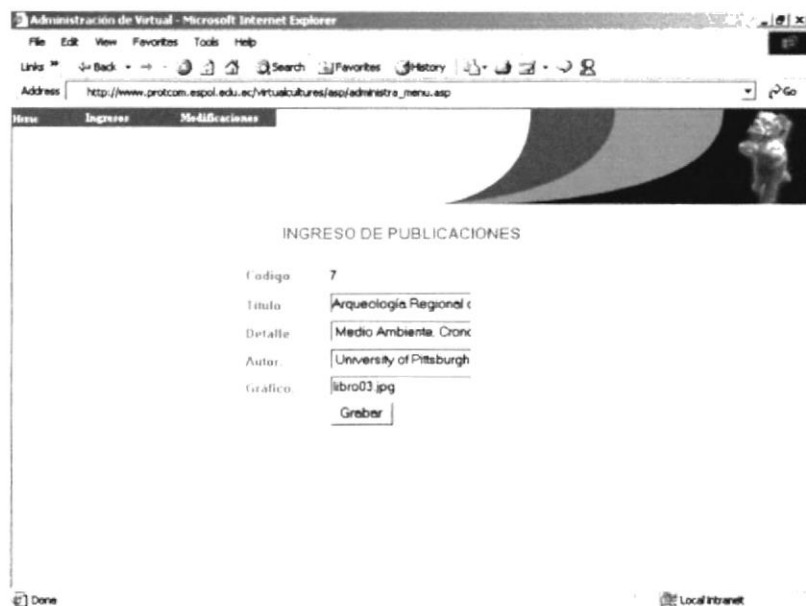 Administración de Virtual - Microsoft Internet Explorer
File Edit View Favorites Tools Help
Links » Back Search Favorites History
Address http://www.protcom.espol.edu.ec/virtualcultures/asp/administra_menu.asp Go
Home Ingresos Modificaciones
INGRESO DE PUBLICACIONES
Codigo 7
Titulo Arqueología Regional
Detalle Medio Ambiente, Crono
Autor. University of Pittsburgh
Gráfico libro03.jpg
Grabar
Done Local intranet